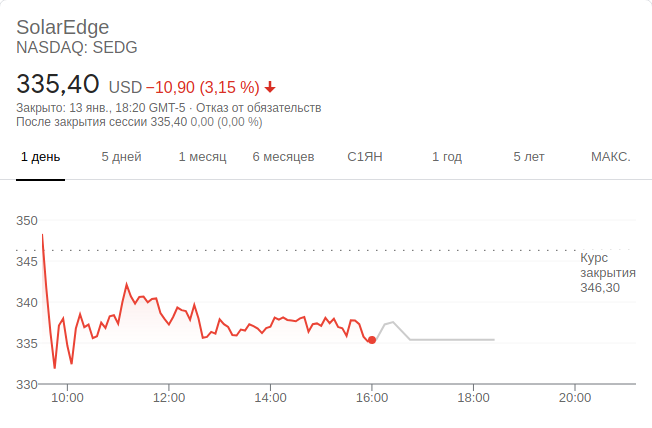 SolarEdge
NASDAQ: SEDG
335,40 USD −10,90 (3,15 %)
Закрыто: 13 янв., 18:20 GMT-5 · Отказ от обязательств
После закрытия сессии 335,40 0,00 (0,00 %)
1 день 5 дней 1 месяц 6 месяцев С1ЯН 1 год 5 лет МАКС.
350
Курс
345
закрытия
346,30
340
335
330
10:00 12:00 14:00 16:00 18:00 20:00